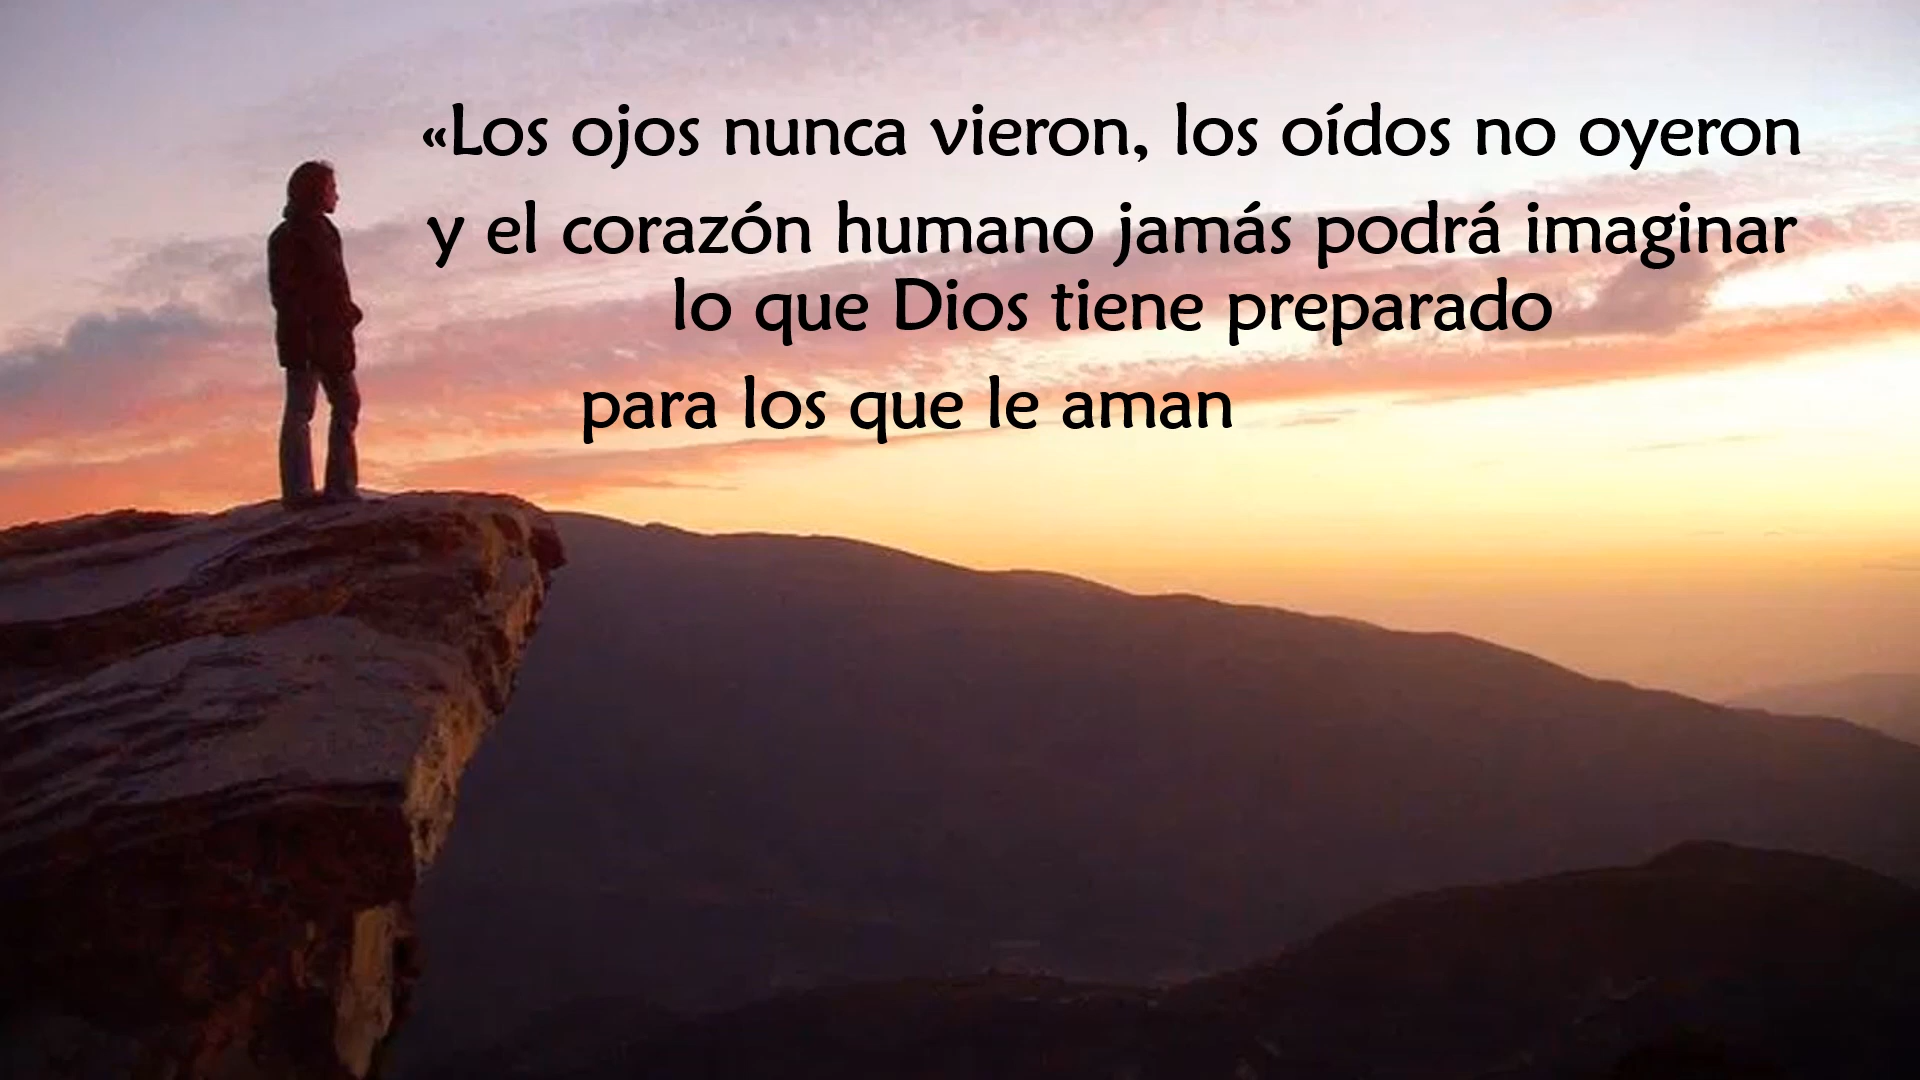 «Los ojos nunca vieron, los oídos no oyeron
y el corazón humano jamás podrá imaginar
lo que Dios tiene preparado
para los que le aman